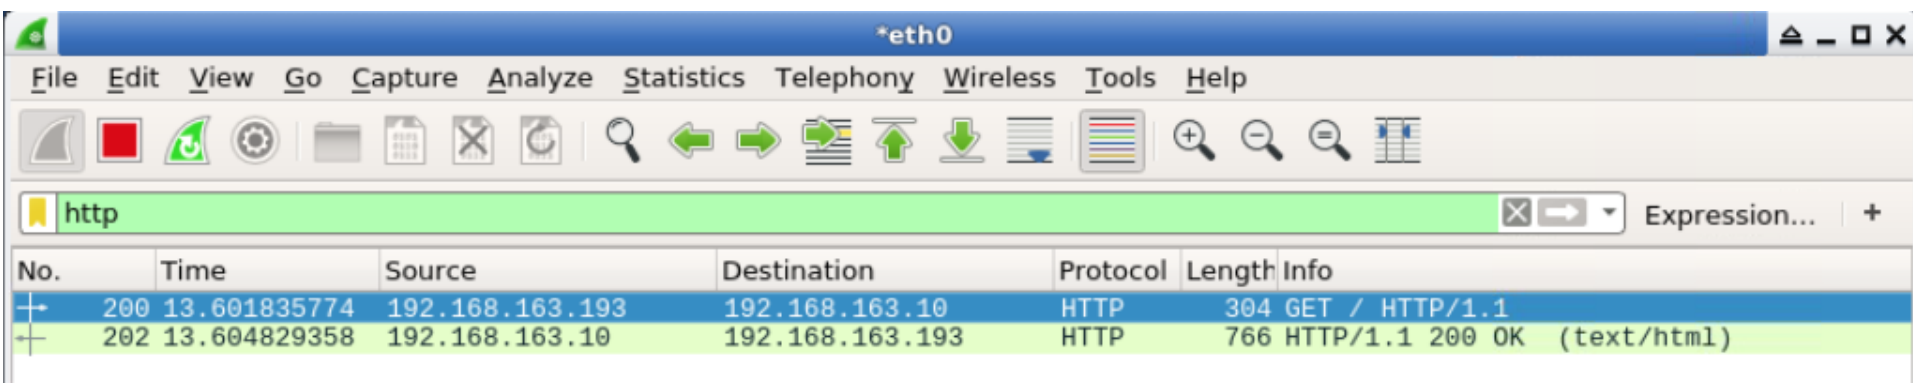 *eth0
File Edit View Go Capture Analyze Statistics Telephony Wireless Tools Help
http Expression... +
No. Time Source Destination Protocol Length Info
200 13.601835774 192.168.163.193 192.168.163.10 HTTP 304 GET / HTTP/1.1
202 13.604829358 192.168.163.10 192.168.163.193 HTTP 766 HTTP/1.1 200 OK (text/html)